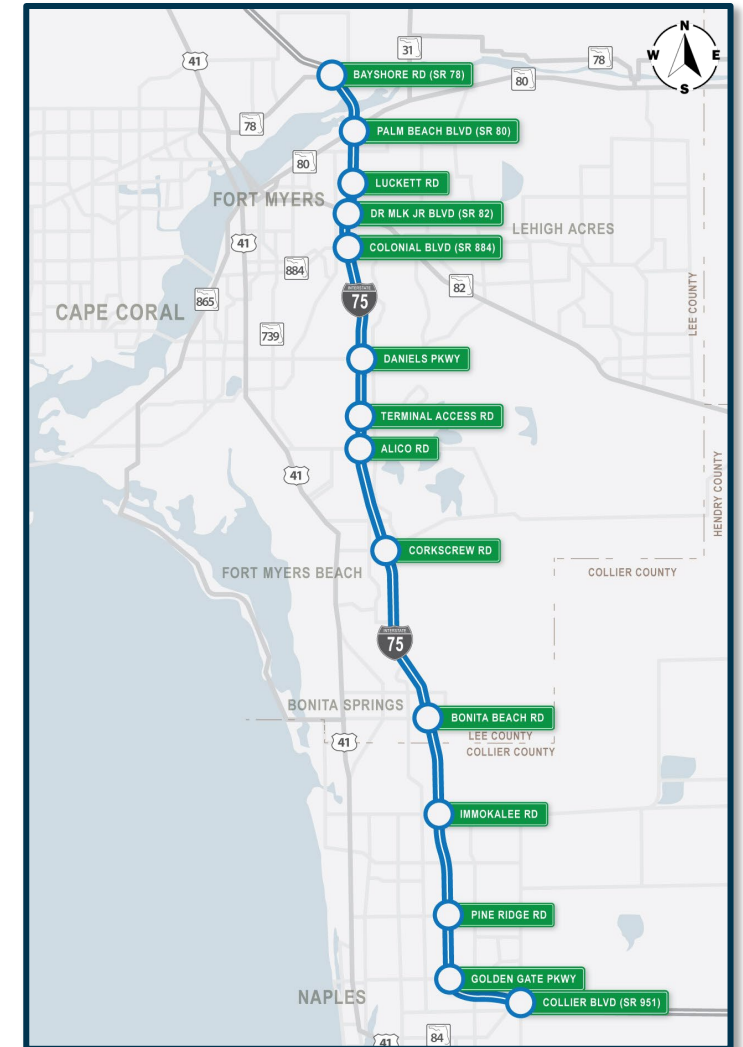 N
W
E
S
31
41
78
BAYSHORE RD (SR 78)
80
78
PALM BEACH BLVD (SR 80)
80
LUCKETT RD
FORT MYERS
DR MLK JR BLVD (SR 82)
LEHIGH ACRES
41
COLONIAL BLVD (SR 884)
884
82
INTERSTATE
75
865
CAPE CORAL
739
LEE COUNTY
DANIELS PKWY
TERMINAL ACCESS RD
ALICO RD
41
HENDRY COUNTY
CORKSCREW RD
FORT MYERS BEACH
COLLIER COUNTY
INTERSTATE
75
BONITA SPRINGS
BONITA BEACH RD
LEE COUNTY
41
COLLIER COUNTY
IMMOKALEE RD
PINE RIDGE RD
GOLDEN GATE PKWY
NAPLES
COLLIER BLVD (SR 951)
84
41